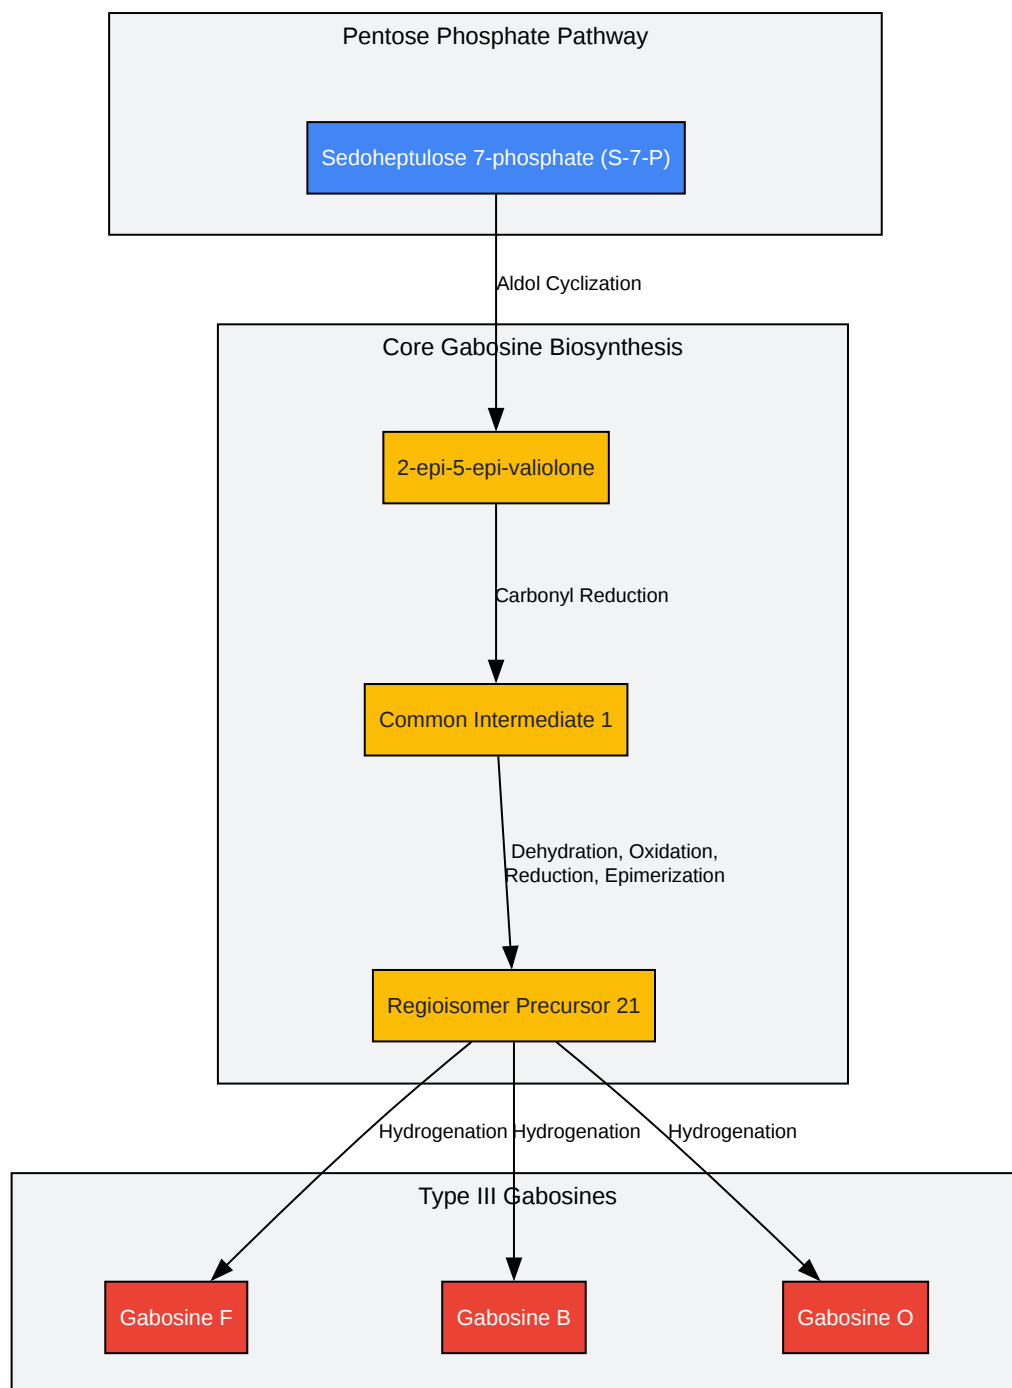 Pentose Phosphate Pathway
Sedoheptulose 7-phosphate (S-7-P)
Aldol Cyclization
Core Gabosine Biosynthesis
2-epi-5-epi-valiolone
Carbonyl Reduction
Common Intermediate 1
Dehydration, Oxidation,
Reduction, Epimerization
Regioisomer Precursor 21
Hydrogenation
Hydrogenation
Hydrogenation
Type III Gabosines
Gabosine F
Gabosine B
Gabosine O